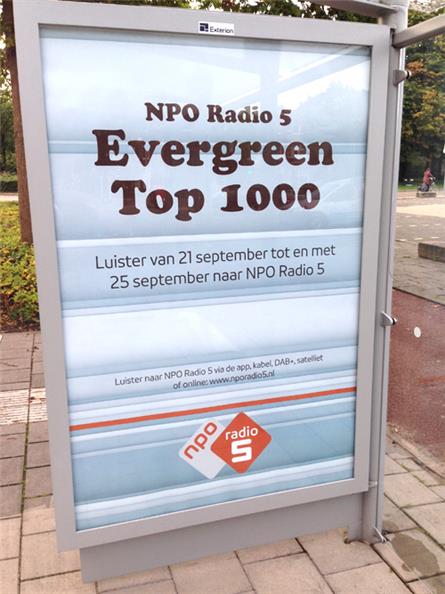 Exterion
NPO Radio 5
Evergreen
Top 1000
Luister van 21 september tot en met
25 september naar NPO Radio 5
Luister naar NPO Radio 5 via de app, kabel, DAB+, satelliet
of online: www.nporadio5.nl
npo radio
5